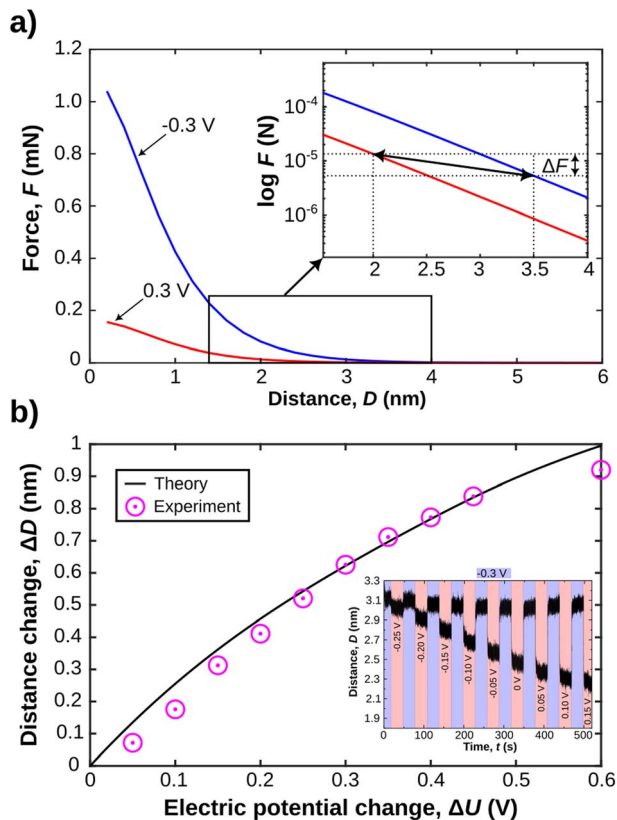 a)
1.2
1.0
0.8
0.6
0.4
0.2
0
Force, F (mN)
-0.3 V
0.3 V
log F (N)
10⁻⁴
10⁻⁵
10⁻⁶
ΔF
2 2.5 3 3.5 4
0 1 2 3 4 5 6
Distance, D (nm)
b)
1
0.9
0.8
0.7
0.6
0.5
0.4
0.3
0.2
0.1
0
Distance change, ΔD (nm)
Theory
Experiment
-0.3 V
3.3
3.1
2.9
2.7
2.5
2.3
2.1
1.9
Distance, D (nm)
-0.25 V
-0.20 V
-0.15 V
-0.10 V
-0.05 V
0 V
0.05 V
0.10 V
0.15 V
0 100 200 300 400 500
Time, t (s)
0 0.1 0.2 0.3 0.4 0.5 0.6
Electric potential change, ΔU (V)